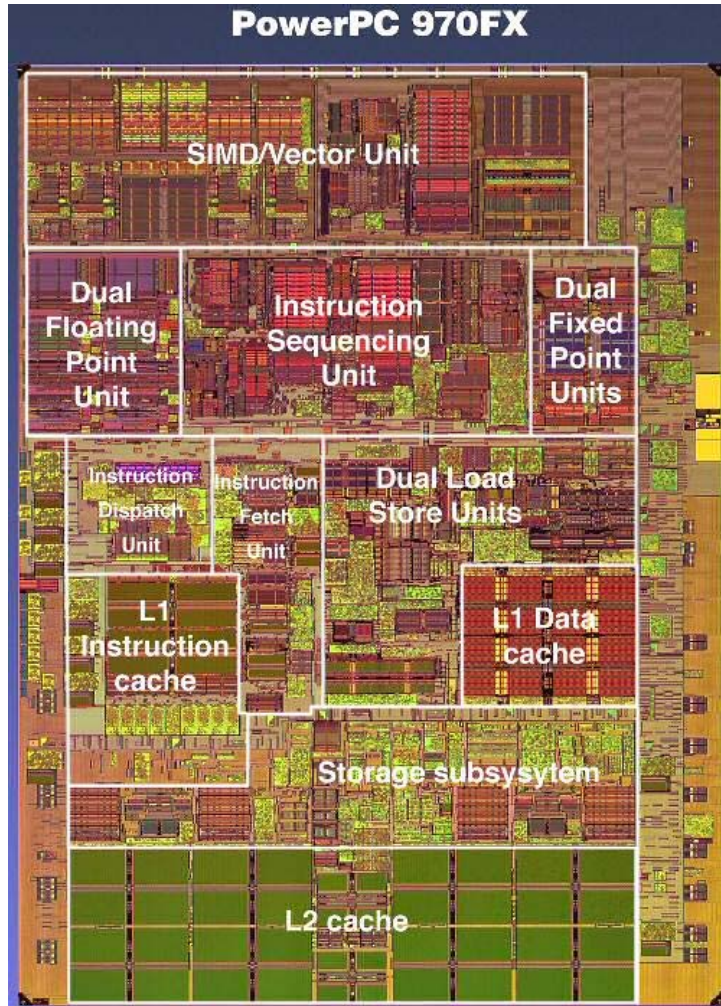 PowerPC 970FX
SIMD/Vector Unit
Dual
Floating
Point
Unit
Instruction
Sequencing
Unit
Dual
Fixed
Point
Units
Instruction
Dispatch
Unit
Instruction
Fetch
Unit
Dual Load
Store Units
L1
Instruction
cache
L1 Data
cache
Storage subsysytem
L2 cache